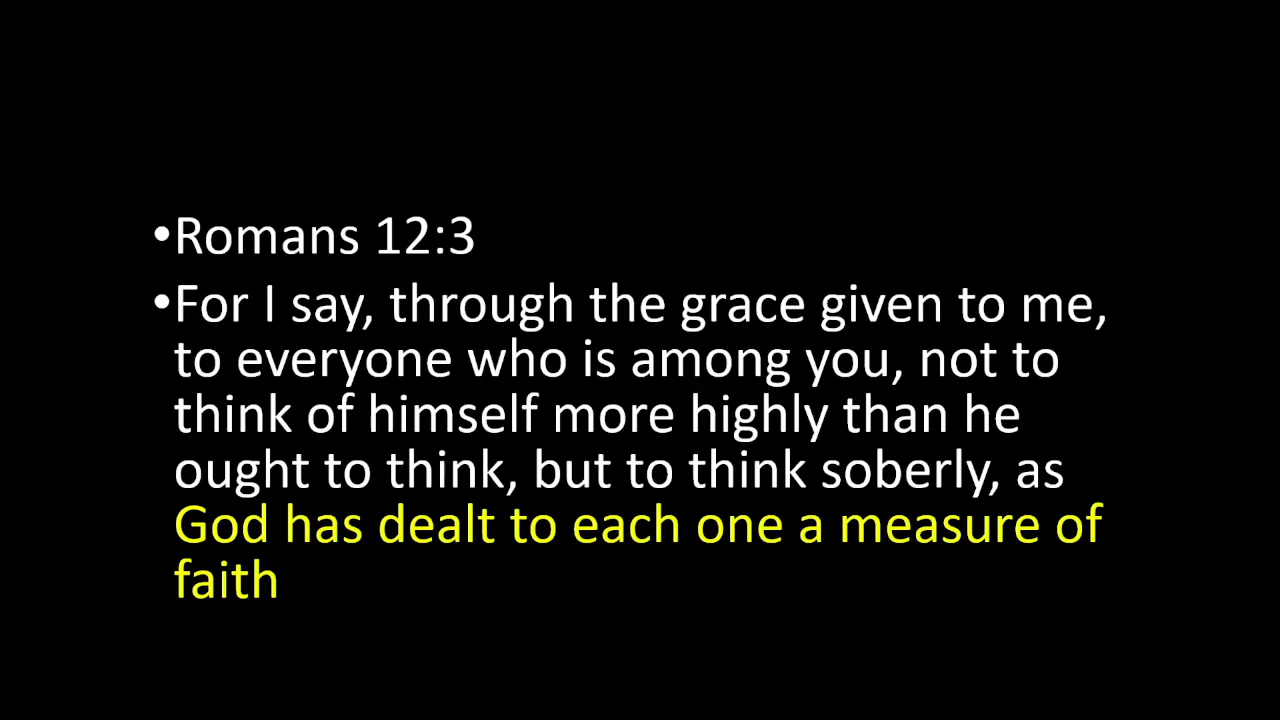 •Romans 12:3
•For I say, through the grace given to me,
to everyone who is among you, not to
think of himself more highly than he
ought to think, but to think soberly, as
God has dealt to each one a measure of
faith